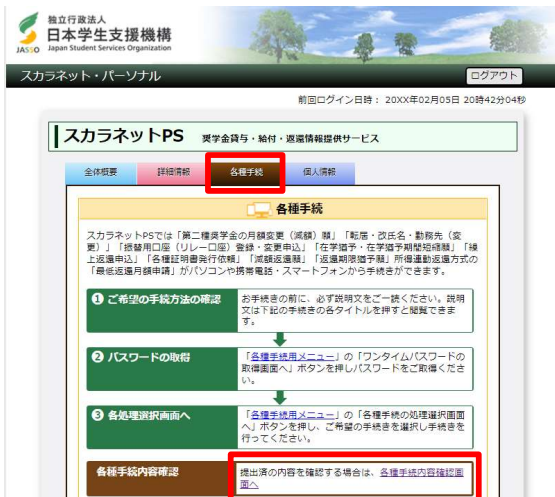 独立行政法人
日本学生支援機構
JASSO Japan Student Services Organization
スカラネット・パーソナル
ログアウト
前回ログイン日時： 20XX年02月05日 20時42分04秒
スカラネットPS 奨学金貸与・給付・返還情報提供サービス
全体概要 詳細情報 各種手続 個人情報
各種手続
スカラネットPSでは「第二種奨学金の月額変更（減額）願」「転居・改氏名・勤務先（変
更）」「振替用口座（リレー口座）登録・変更申込」「在学猶予・在学猶予期間短縮願」「繰
上返還申込」「各種証明書発行依頼」「減額返還願」「返還期限猶予願」所得連動返還方式の
「最低返還月額申請」がパソコンや携帯電話・スマートフォンから手続きができます。
1 ご希望の手続方法の確認
お手続きの前に、必ず説明文をご一読ください。説明
文は下記の手続きの各タイトルを押すと閲覧できま
す。
2 パスワードの取得
「各種手続用メニュー」の「ワンタイムパスワードの
取得画面へ」ボタンを押しパスワードをご取得くださ
い。
3 各処理選択画面へ
「各種手続用メニュー」の「各種手続の処理選択画面
へ」ボタンを押し、ご希望の手続きを選択し手続きを
行ってください。
各種手続内容確認
提出済の内容を確認する場合は、各種手続内容確認画
面へ